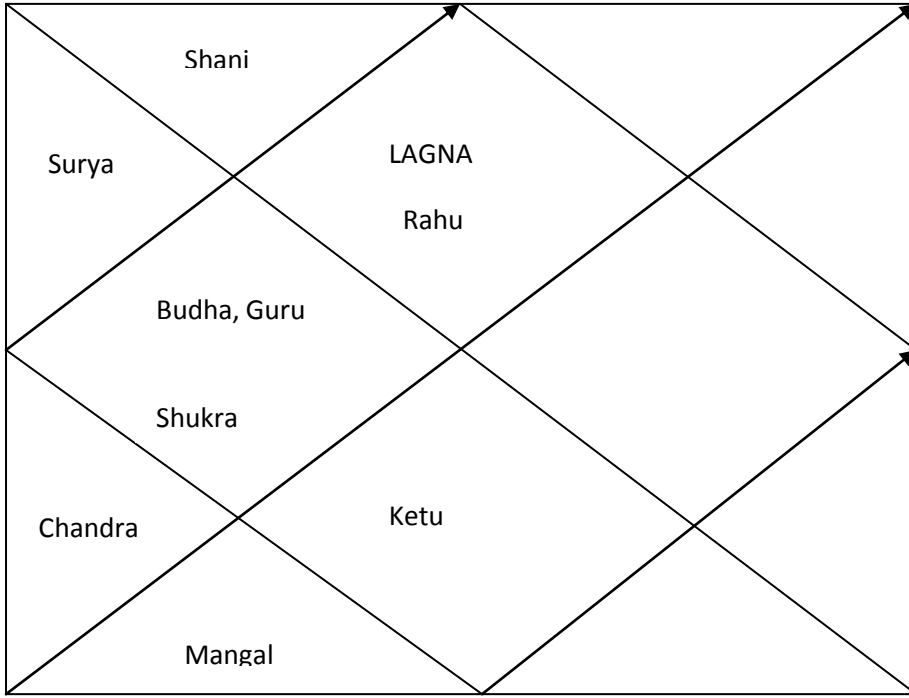 Shani
Surya
LAGNA
Rahu
Budha, Guru
Shukra
Chandra
Ketu
Mangal